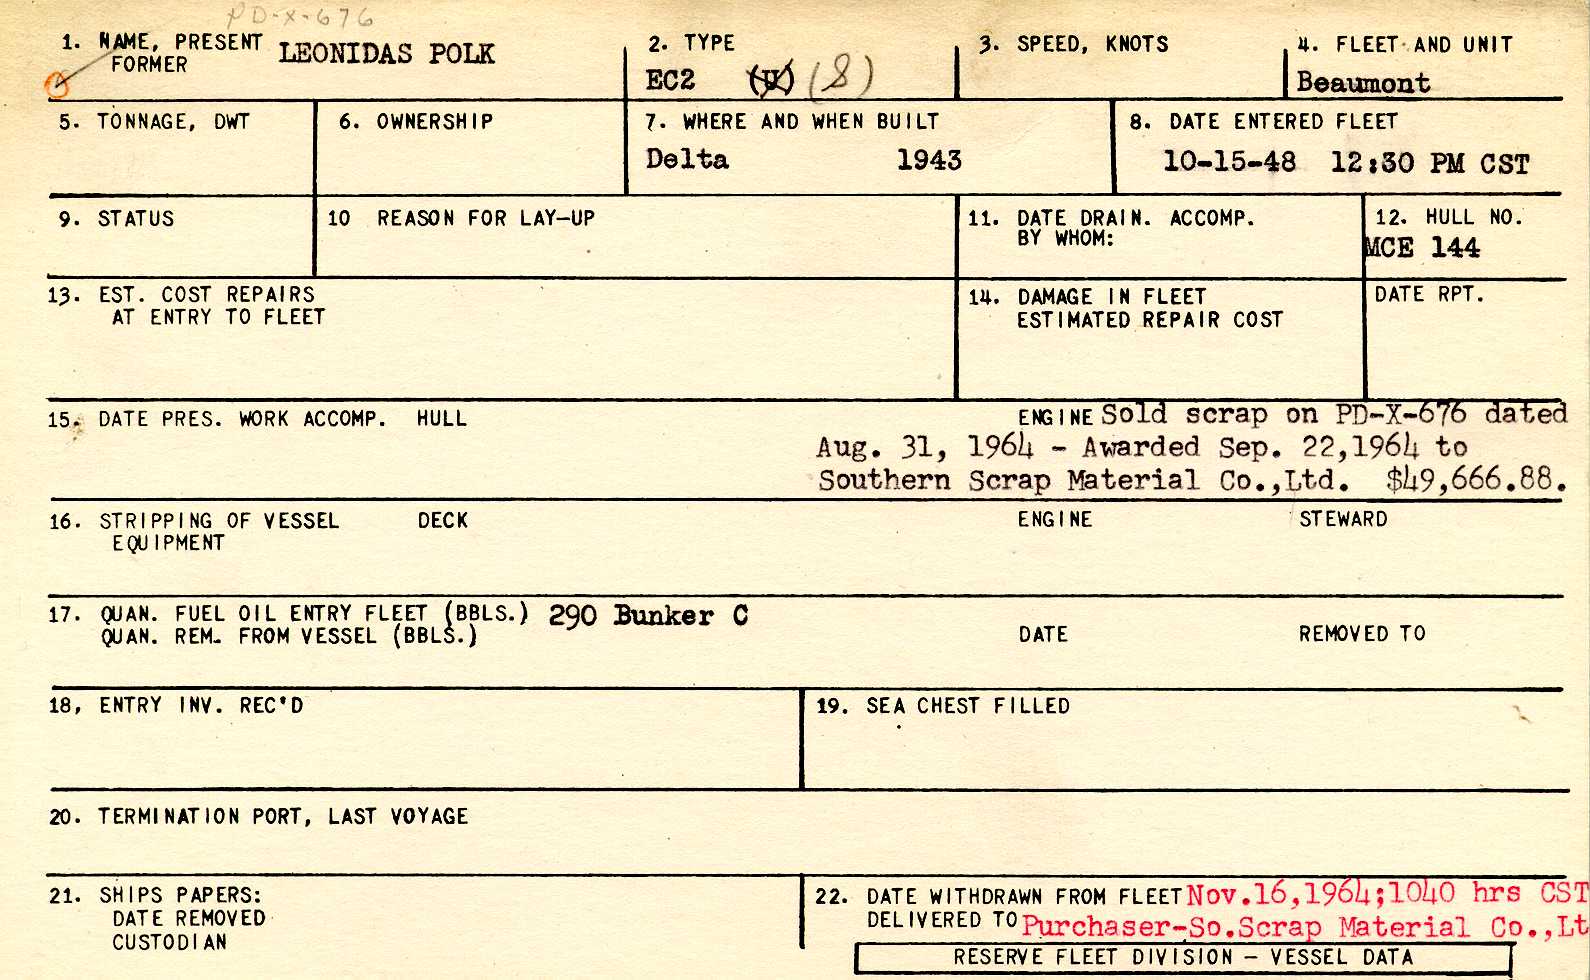 PD-X-676
1. NAME, PRESENT LEONIDAS POLK
FORMER
2. TYPE
EC2 (U) (S)
3. SPEED, KNOTS
4. FLEET AND UNIT
Beaumont
5. TONNAGE, DWT
6. OWNERSHIP
7. WHERE AND WHEN BUILT
Delta 1943
8. DATE ENTERED FLEET
10-15-48 12:30 PM CST
9. STATUS
10 REASON FOR LAY-UP
11. DATE DRAIN. ACCOMP.
BY WHOM:
12. HULL NO.
MCE 144
13. EST. COST REPAIRS
AT ENTRY TO FLEET
14. DAMAGE IN FLEET
ESTIMATED REPAIR COST
DATE RPT.
15. DATE PRES. WORK ACCOMP. HULL ENGINE Sold scrap on PD-X-676 dated
Aug. 31, 1964 - Awarded Sep. 22,1964 to
Southern Scrap Material Co.,Ltd. $49,666.88.
16. STRIPPING OF VESSEL DECK ENGINE STEWARD
EQUIPMENT
17. QUAN. FUEL OIL ENTRY FLEET (BBLS.) 290 Bunker C
QUAN. REM. FROM VESSEL (BBLS.) DATE REMOVED TO
18, ENTRY INV. REC'D
19. SEA CHEST FILLED
20. TERMINATION PORT, LAST VOYAGE
21. SHIPS PAPERS:
DATE REMOVED
CUSTODIAN
22. DATE WITHDRAWN FROM FLEET Nov.16,1964;1040 hrs CST
DELIVERED TO Purchaser-So.Scrap Material Co.,Lt
RESERVE FLEET DIVISION - VESSEL DATA